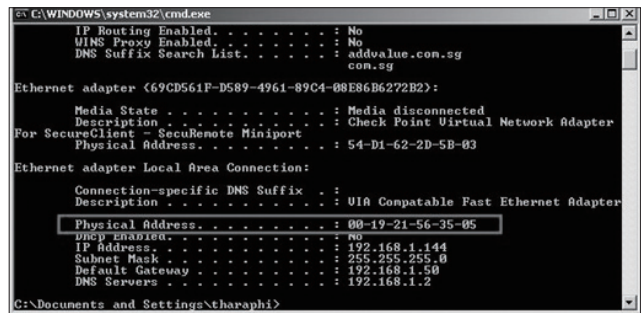 C:\WINDOWS\system32\cmd.exe
IP Routing Enabled. . . . . . . . : No
WINS Proxy Enabled. . . . . . . . : No
DNS Suffix Search List. . . . . . : addvalue.com.sg
com.sg
Ethernet adapter {69CD561F-D589-4961-89C4-08E86B6272B2}:
Media State . . . . . . . . . . . : Media disconnected
Description . . . . . . . . . . . : Check Point Virtual Network Adapter
For SecureClient - SecuRemote Miniport
Physical Address. . . . . . . . . : 54-D1-62-2D-5B-03
Ethernet adapter Local Area Connection:
Connection-specific DNS Suffix  . :
Description . . . . . . . . . . . : VIA Compatable Fast Ethernet Adapter
Physical Address. . . . . . . . . : 00-19-21-56-35-05
Dhcp Enabled. . . . . . . . . . . : No
IP Address. . . . . . . . . . . . : 192.168.1.144
Subnet Mask . . . . . . . . . . . : 255.255.255.0
Default Gateway . . . . . . . . . : 192.168.1.50
DNS Servers . . . . . . . . . . . : 192.168.1.2
C:\Documents and Settings\tharaphi>